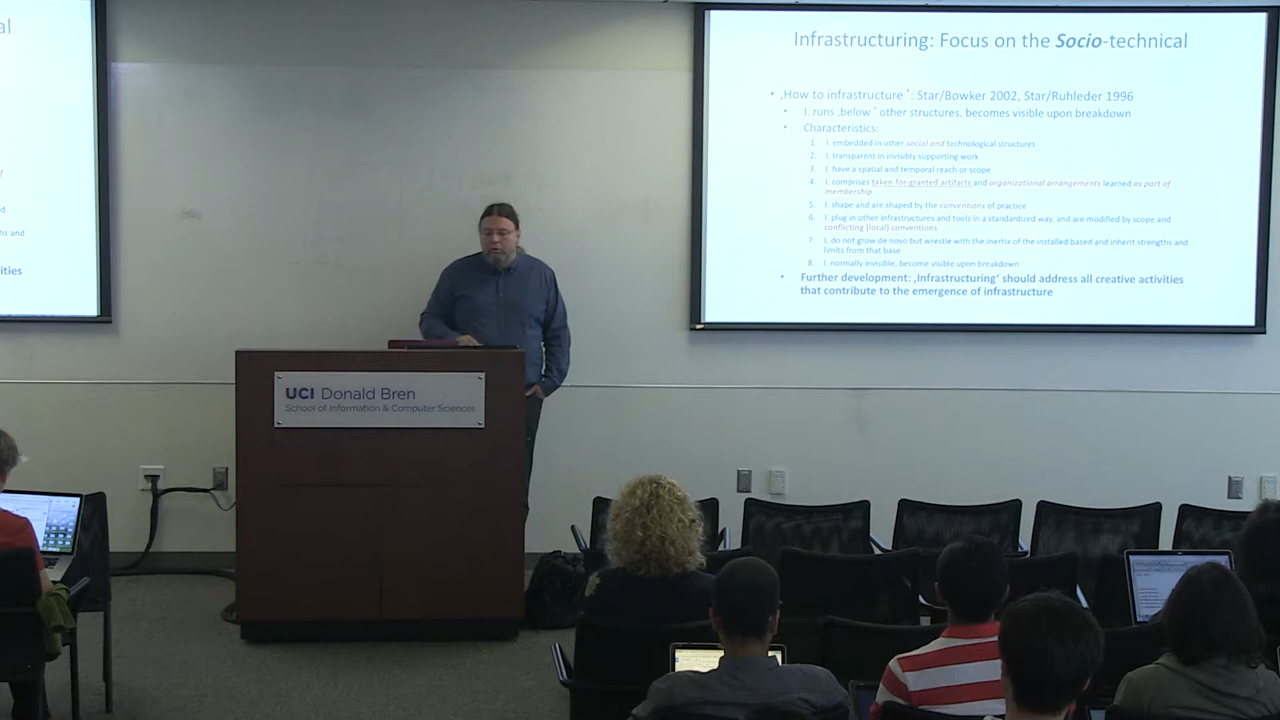 al
d
hs and
ities
Infrastructuring: Focus on the Socio-technical
• ‚How to infrastructure ': Star/Bowker 2002, Star/Ruhleder 1996
• I. runs ‚below ' other structures, becomes visible upon breakdown
• Characteristics:
1. I. embedded in other social and technological structures
2. I. transparent in invisibly supporting work
3. I. have a spatial and temporal reach or scope
4. I. comprises taken-for-granted artifacts and organizational arrangements learned as part of
membership
5. I. shape and are shaped by the conventions of practice
6. I. plug in other infrastructures and tools in a standardized way, and are modified by scope and
conflicting (local) conventions
7. I. do not grow de novo but wrestle with the inertia of the installed based and inherit strengths and
limits from that base
8. I. normally invisible, become visible upon breakdown
• Further development: ‚Infrastructuring' should address all creative activities
that contribute to the emergence of infrastructure
UCI Donald Bren
School of Information & Computer Sciences